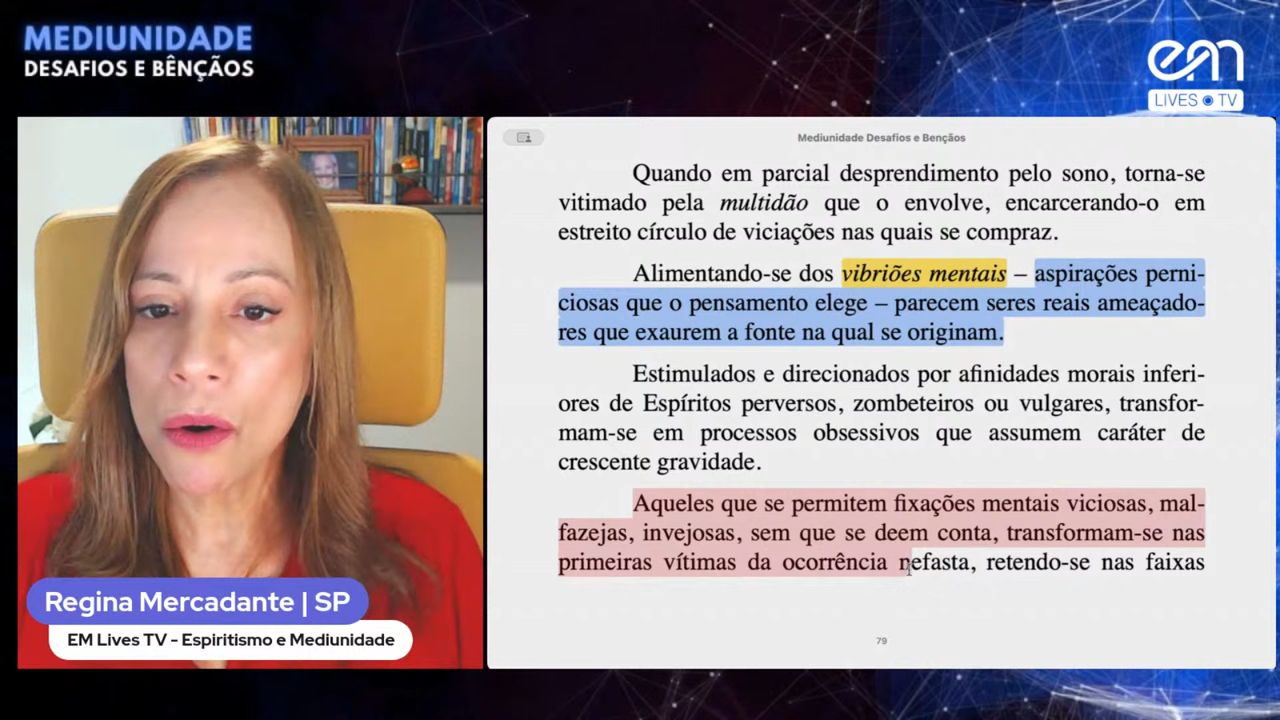 MEDIUNIDADE
DESAFIOS E BÊNÇÃOS
em
LIVES TV
Mediunidade Desafios e Bençãos
Quando em parcial desprendimento pelo sono, torna-se
vitimado pela multidão que o envolve, encarcerando-o em
estreito círculo de viciações nas quais se compraz.
Alimentando-se dos vibriões mentais – aspirações perni-
ciosas que o pensamento elege – parecem seres reais ameaçado-
res que exaurem a fonte na qual se originam.
Estimulados e direcionados por afinidades morais inferi-
ores de Espíritos perversos, zombeteiros ou vulgares, transfor-
mam-se em processos obsessivos que assumem caráter de
crescente gravidade.
Aqueles que se permitem fixações mentais viciosas, mal-
fazejas, invejosas, sem que se deem conta, transformam-se nas
primeiras vítimas da ocorrência nefasta, retendo-se nas faixas
79
Regina Mercadante | SP
EM Lives TV - Espiritismo e Mediunidade